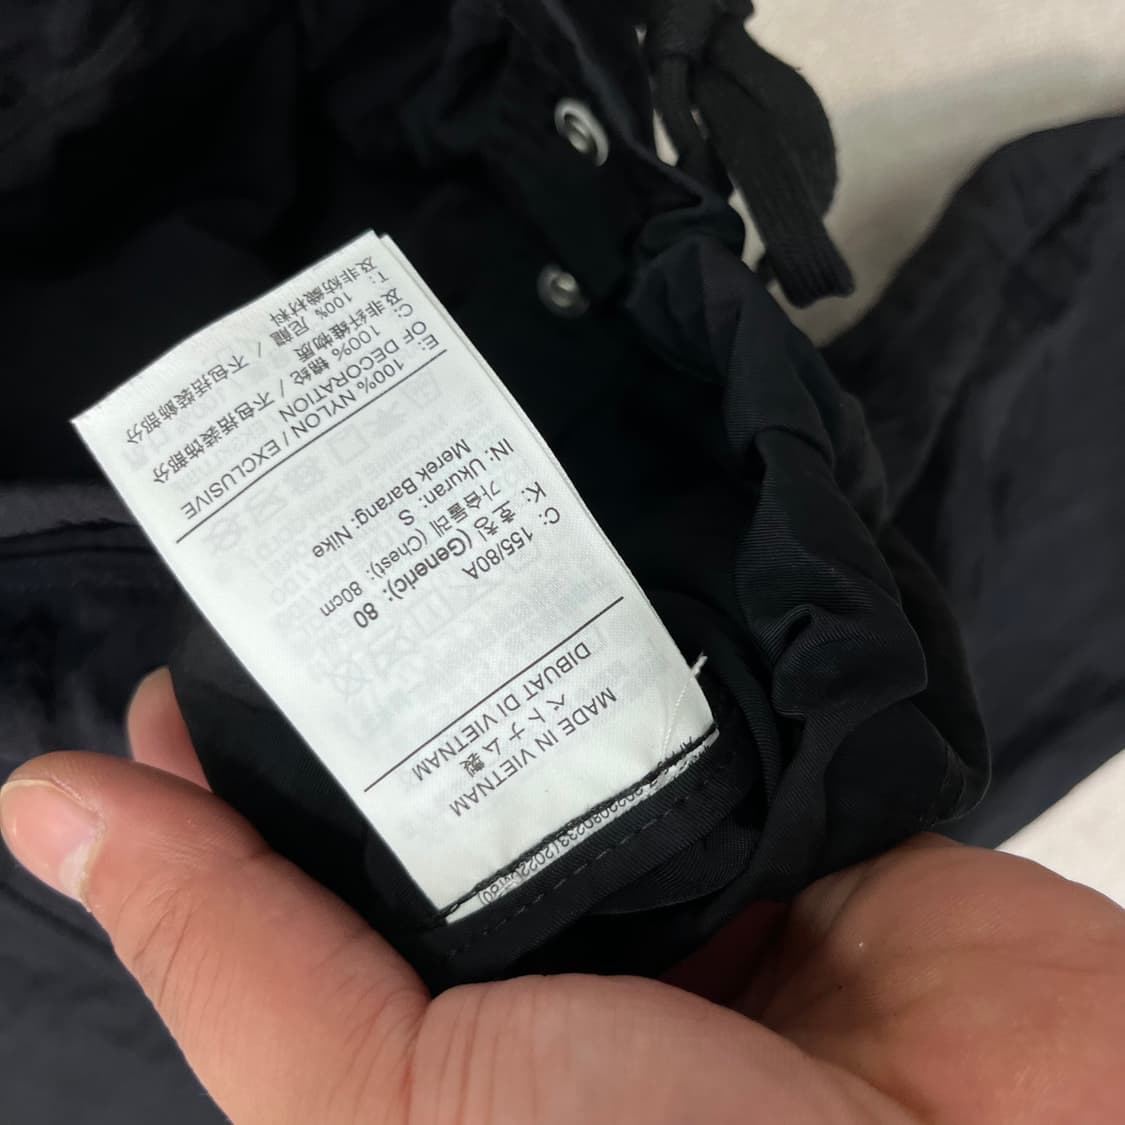 MADE IN VIETNAM
ベトナム製
DIBUAT DI VIETNAM
C: 155/80A
K: 호칭 (Generic): 80
가슴둘레 (Chest): 80cm
IN: Ukuran: S
Merek Barang: Nike
E: 100% NYLON / EXCLUSIVE
OF DECORATION
C: 100% 锦纶 / 不包括装饰部分
及非纤维物质
T: 100% 尼龍 / 不包括裝飾部分
及非紡織材料